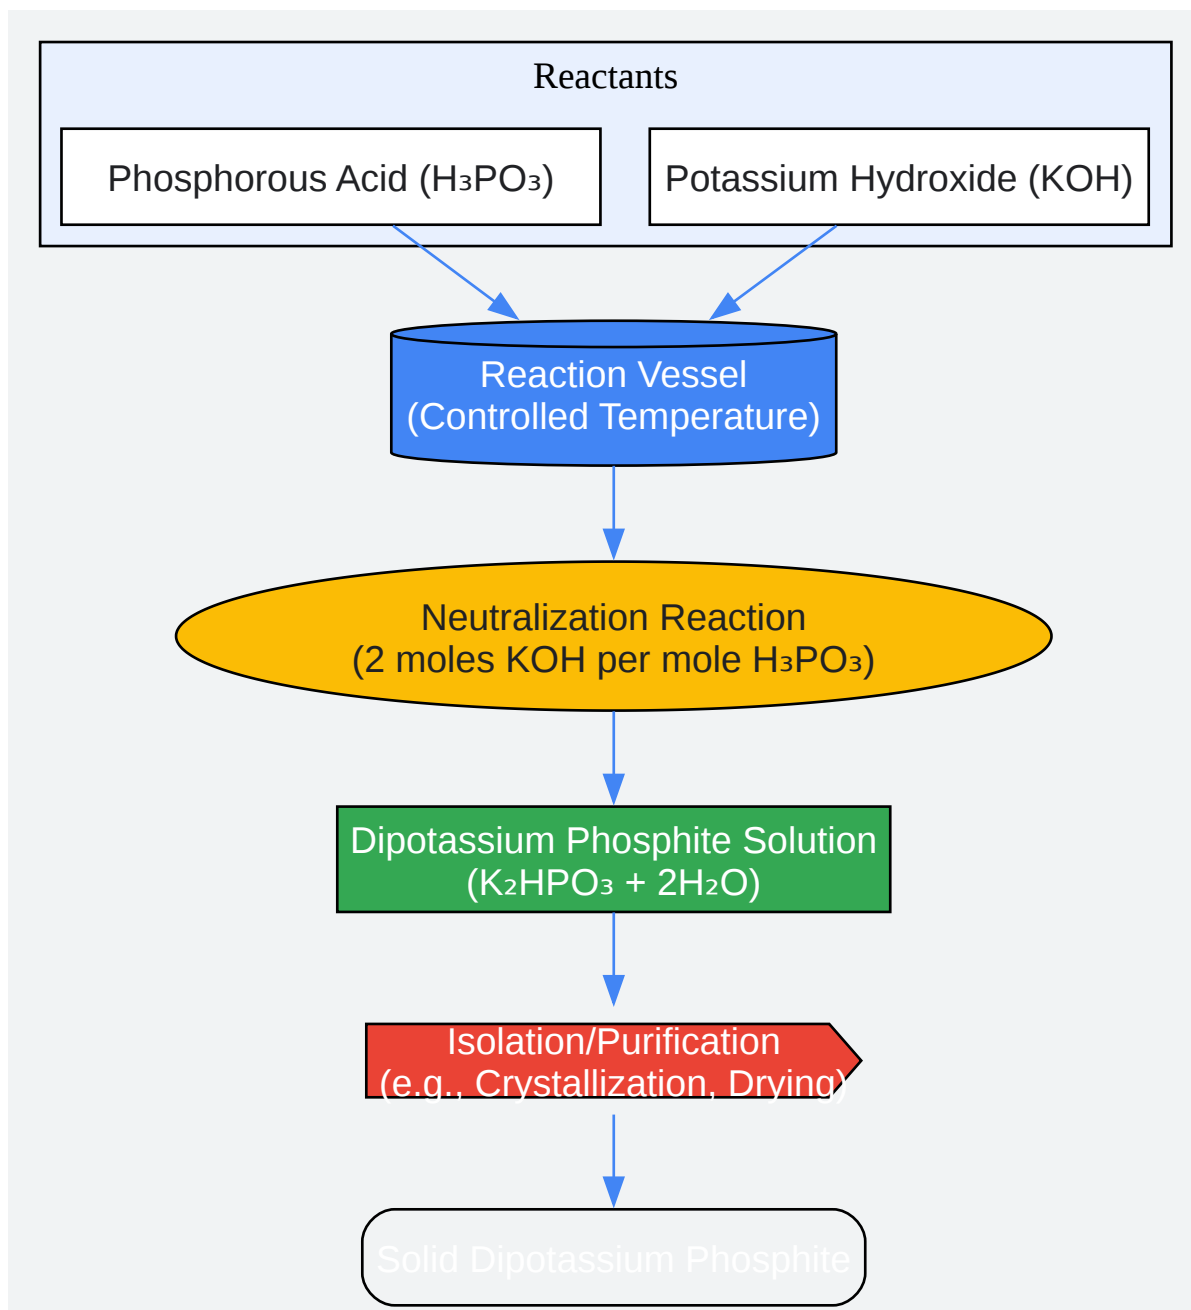 Reactants
Phosphorous Acid (H₃PO₃)
Potassium Hydroxide (KOH)
Reaction Vessel
(Controlled Temperature)
Neutralization Reaction
(2 moles KOH per mole H₃PO₃)
Dipotassium Phosphite Solution
(K₂HPO₃ + 2H₂O)
Isolation/Purification
(e.g., Crystallization, Drying)
Solid Dipotassium Phosphite